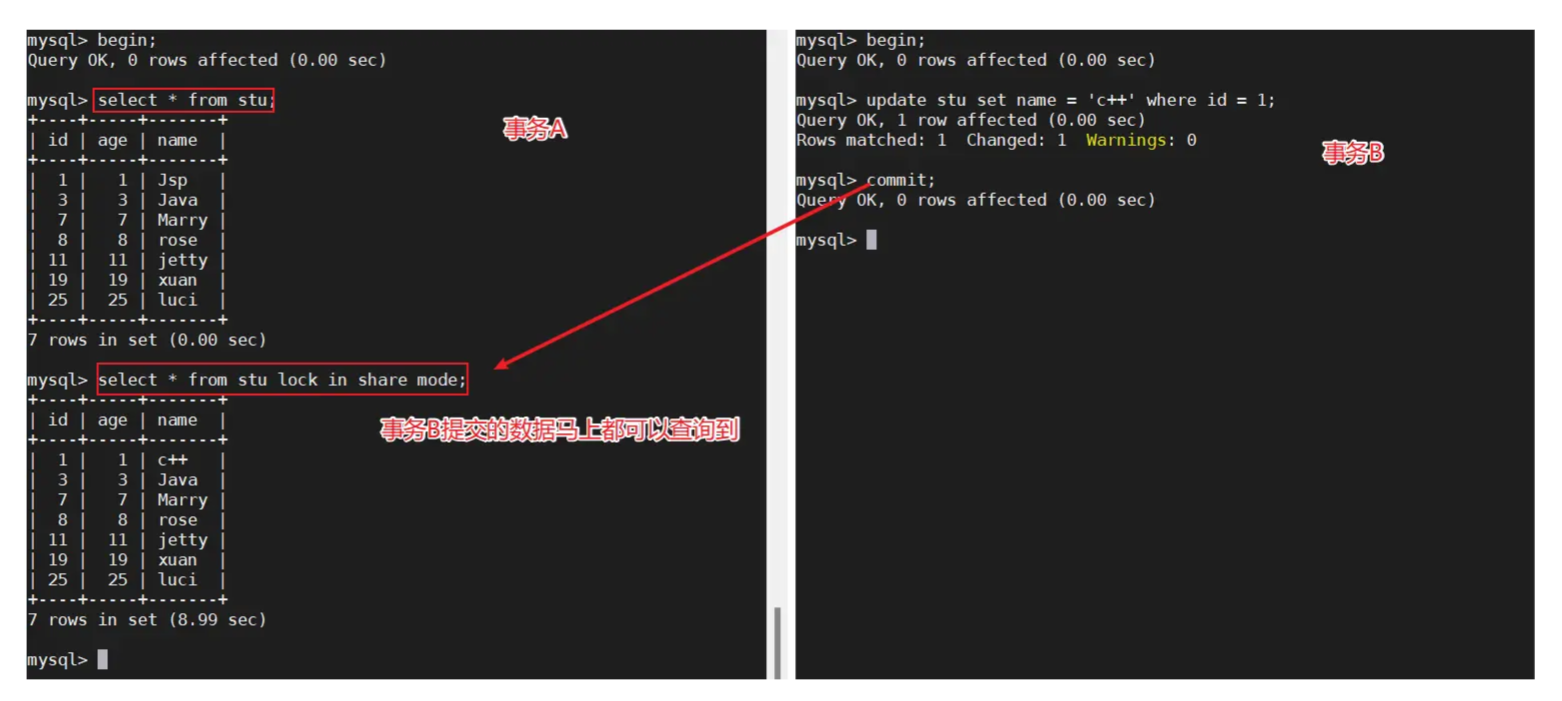 mysql> begin;
Query OK, 0 rows affected (0.00 sec)
mysql> select * from stu;
+----+-----+-------+
| id | age | name  |
+----+-----+-------+
|  1 |   1 | Jsp   |
|  3 |   3 | Java  |
|  7 |   7 | Marry |
|  8 |   8 | rose  |
| 11 |  11 | jetty |
| 19 |  19 | xuan  |
| 25 |  25 | luci  |
+----+-----+-------+
7 rows in set (0.00 sec)
事务A
mysql> select * from stu lock in share mode;
+----+-----+-------+
| id | age | name  |
+----+-----+-------+
|  1 |   1 | c++   |
|  3 |   3 | Java  |
|  7 |   7 | Marry |
|  8 |   8 | rose  |
| 11 |  11 | jetty |
| 19 |  19 | xuan  |
| 25 |  25 | luci  |
+----+-----+-------+
7 rows in set (8.99 sec)
事务B提交的数据马上都可以查询到
mysql>
mysql> begin;
Query OK, 0 rows affected (0.00 sec)
mysql> update stu set name = 'c++' where id = 1;
Query OK, 1 row affected (0.00 sec)
Rows matched: 1  Changed: 1  Warnings: 0
事务B
mysql> commit;
Query OK, 0 rows affected (0.00 sec)
mysql>